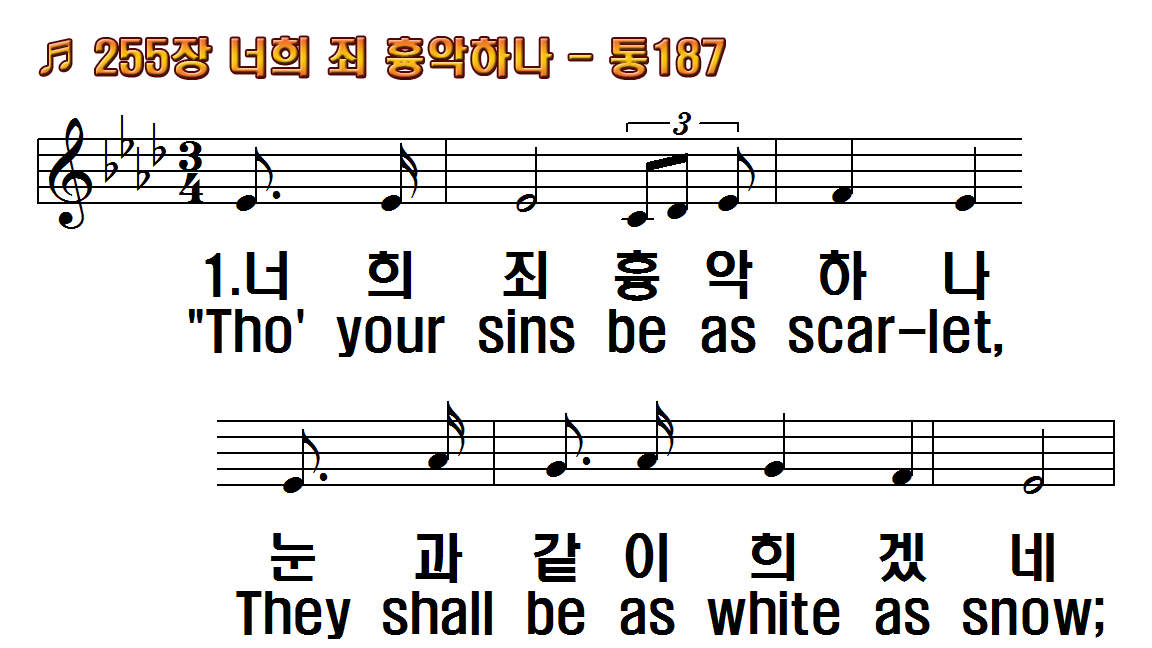 ♬ 255장 너희 죄 흉악하나 - 통187
3
3
4
1.너 희 죄 흉 악 하 나
"Tho' your sins be as scar-let,
눈 과 같 이 희 겠 네
They shall be as white as snow;